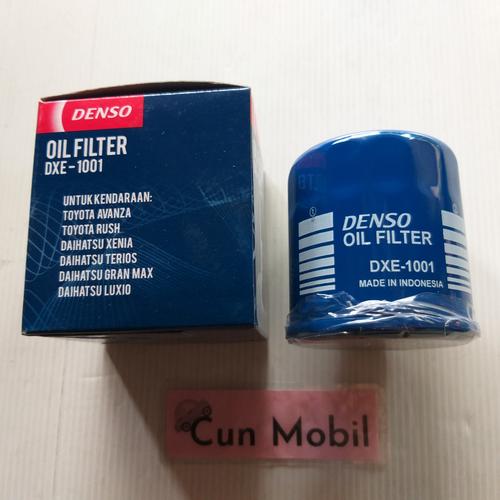 DENSO
OIL FILTER
DXE-1001
UNTUK KENDARAAN:
TOYOTA AVANZA
TOYOTA RUSH
DAIHATSU XENIA
DAIHATSU TERIOS
DAIHATSU GRAN MAX
DAIHATSU LUXIO
DENSO
OIL FILTER
DXE-1001
MADE IN INDONESIA
Cun Mobil